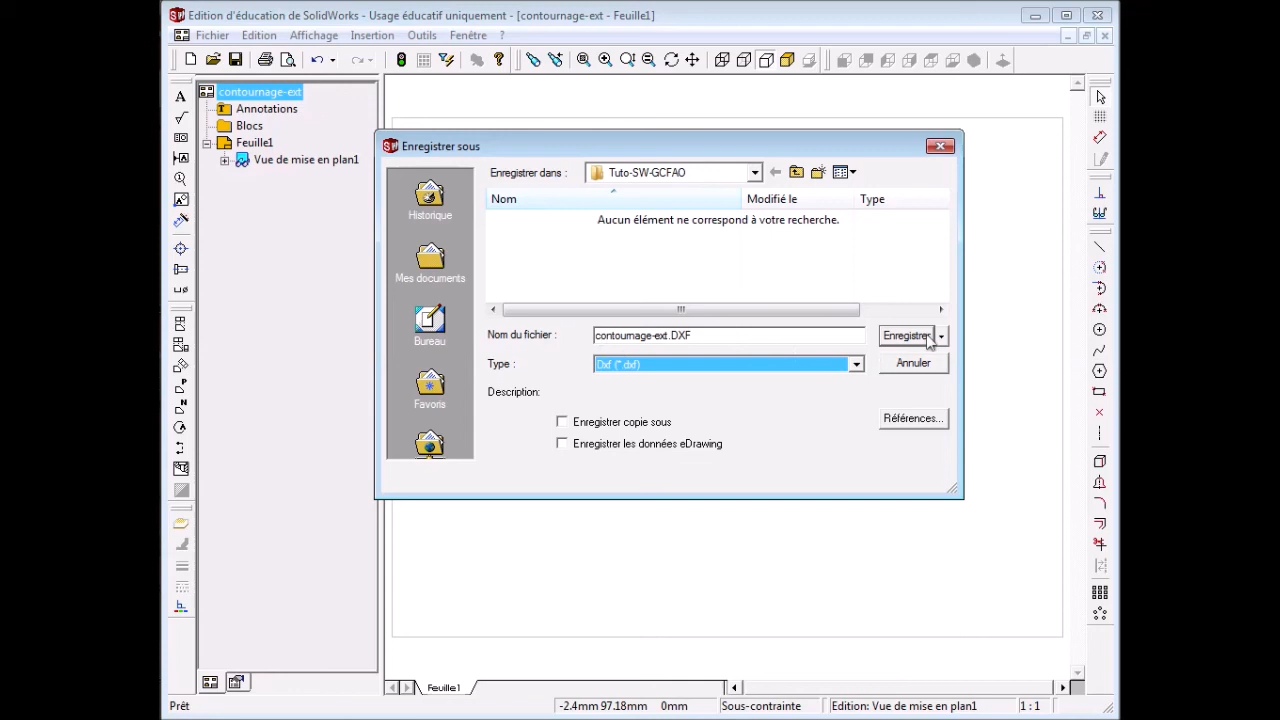 Edition d'éducation de SolidWorks - Usage éducatif uniquement - [contournage-ext - Feuille1]
Fichier Edition Affichage Insertion Outils Fenêtre ?
contournage-ext
Annotations
Blocs
Feuille1
Vue de mise en plan1
Enregistrer sous
Enregistrer dans : Tuto-SW-GCFAO
Nom Modifié le Type
Aucun élément ne correspond à votre recherche.
Historique
Mes documents
Bureau
Favoris
Nom du fichier : contournage-ext.DXF Enregistrer
Type : Dxf (*.dxf) Annuler
Description:
Enregistrer copie sous Références...
Enregistrer les données eDrawing
Feuille1
Prêt -2.4mm 97.18mm 0mm Sous-contrainte Edition: Vue de mise en plan1 1 : 1